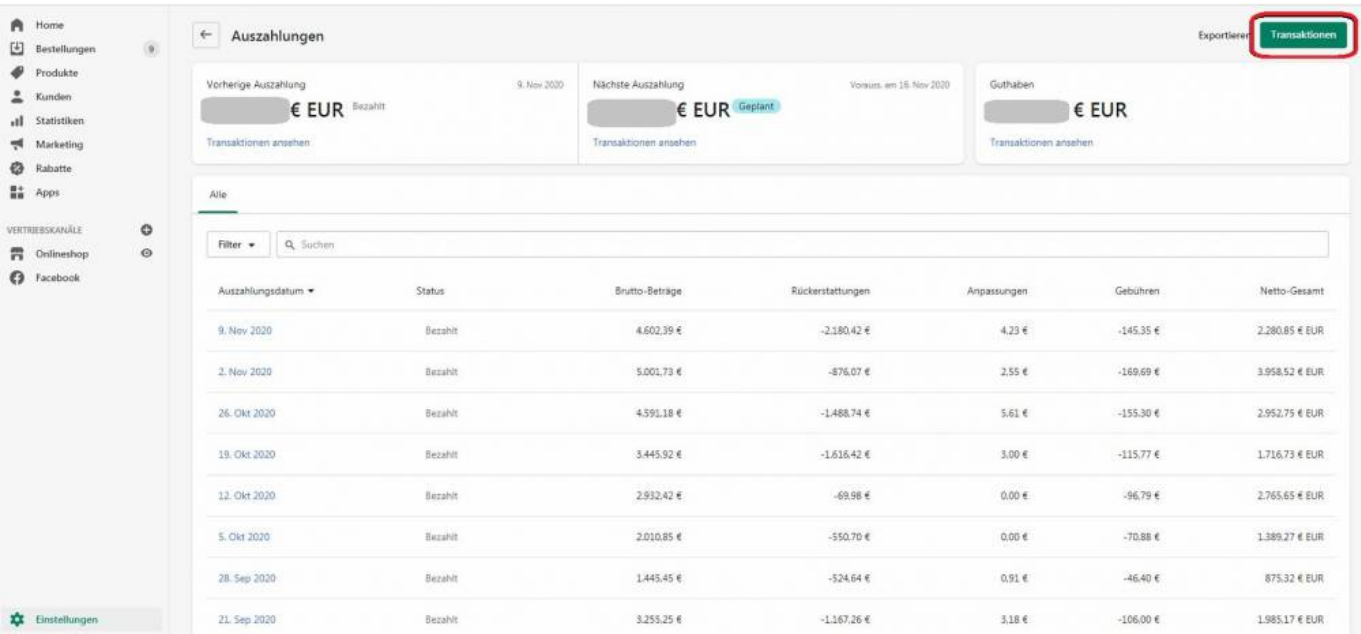 Home
Bestellungen 9
Produkte
Kunden
Statistiken
Marketing
Rabatte
Apps
VERTRIEBSKANÄLE
Onlineshop
Facebook
Einstellungen
Auszahlungen
Exportieren Transaktionen
Vorherige Auszahlung 9. Nov 2020
€ EUR Bezahlt
Transaktionen ansehen
Nächste Auszahlung Vorauss. am 16. Nov 2020
€ EUR Geplant
Transaktionen ansehen
Guthaben
€ EUR
Transaktionen ansehen
Alle
Filter Suchen
Auszahlungsdatum Status Brutto-Beträge Rückerstattungen Anpassungen Gebühren Netto-Gesamt
9. Nov 2020 Bezahlt 4.602,39 € -2.180,42 € 4,23 € -145,35 € 2.280,85 € EUR
2. Nov 2020 Bezahlt 5.001,73 € -876,07 € 2,55 € -169,69 € 3.958,52 € EUR
26. Okt 2020 Bezahlt 4.591,18 € -1.488,74 € 5,61 € -155,30 € 2.952,75 € EUR
19. Okt 2020 Bezahlt 3.445,92 € -1.616,42 € 3,00 € -115,77 € 1.716,73 € EUR
12. Okt 2020 Bezahlt 2.932,42 € -69,98 € 0,00 € -96,79 € 2.765,65 € EUR
5. Okt 2020 Bezahlt 2.010,85 € -550,70 € 0,00 € -70,88 € 1.389,27 € EUR
28. Sep 2020 Bezahlt 1.445,45 € -524,64 € 0,91 € -46,40 € 875,32 € EUR
21. Sep 2020 Bezahlt 3.255,25 € -1.167,26 € 3,18 € -106,00 € 1.985,17 € EUR